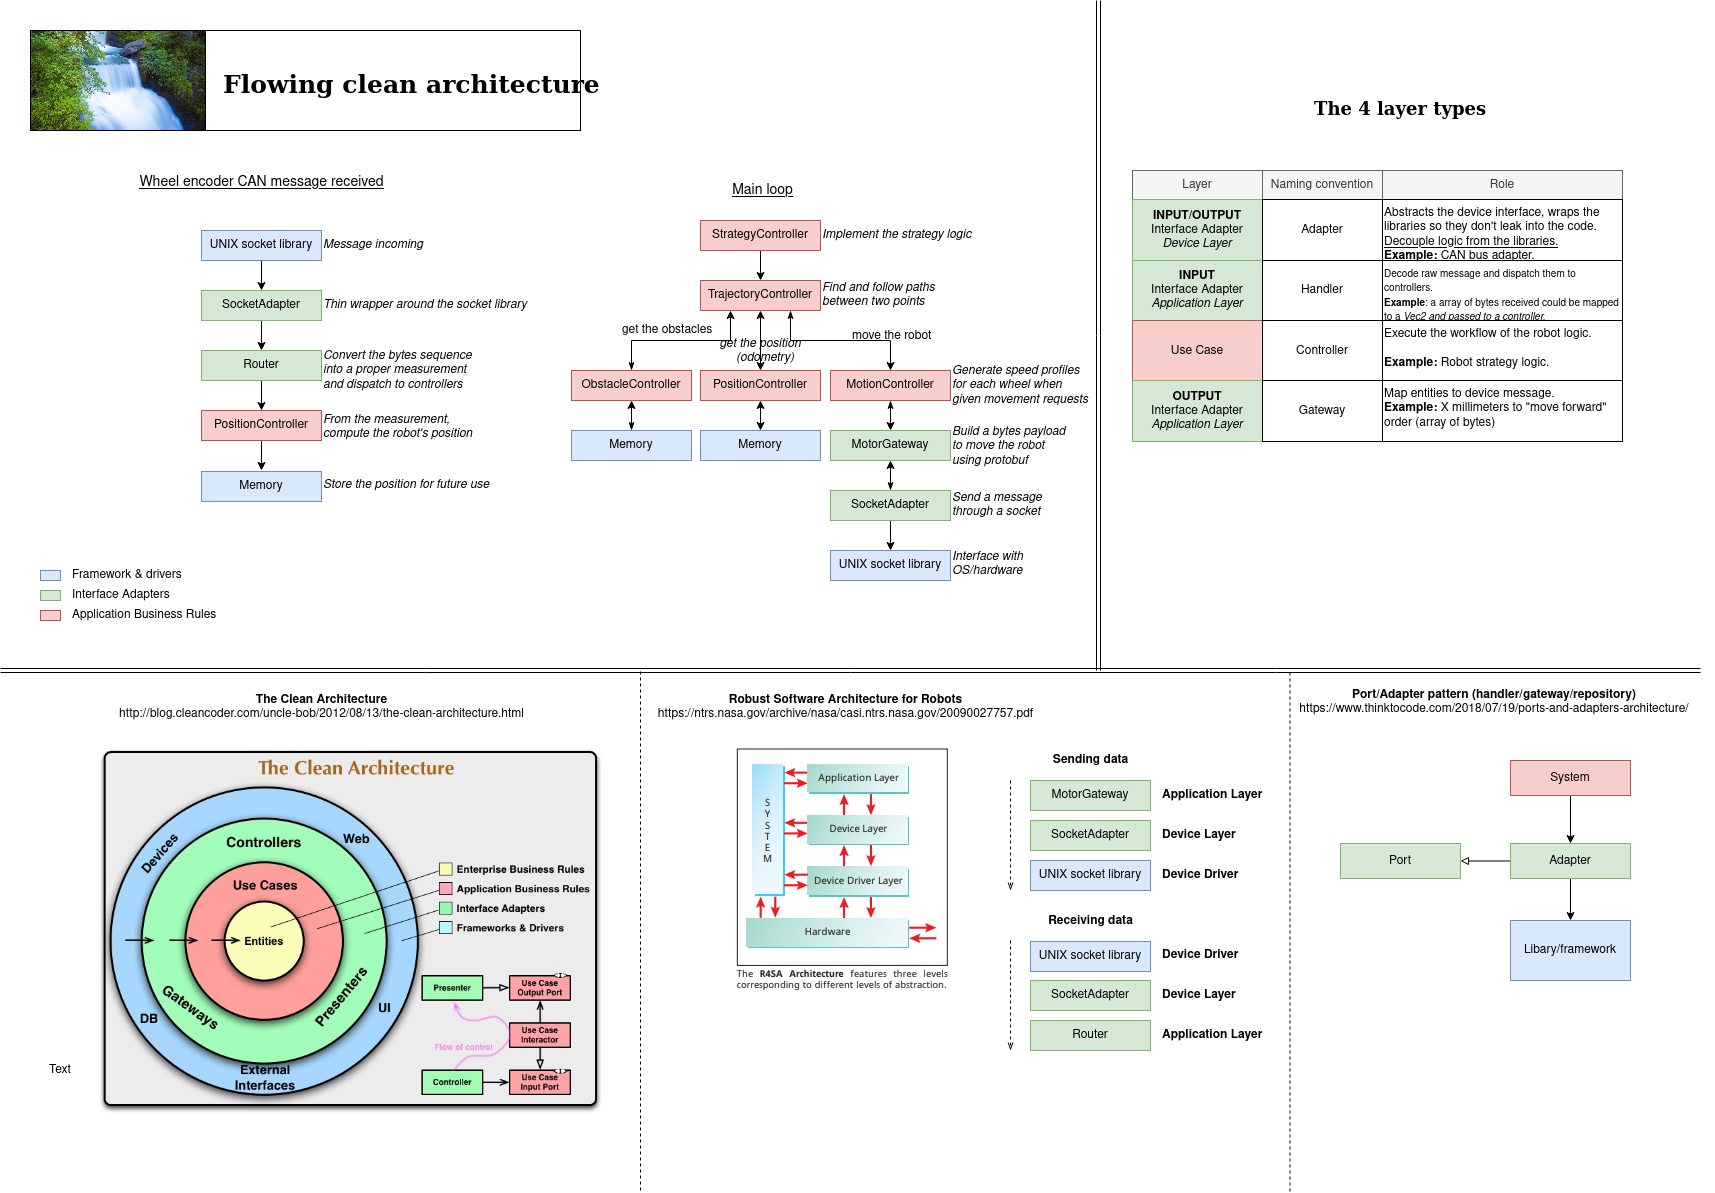 Flowing clean architecture
Wheel encoder CAN message received
UNIX socket library
Message incoming
SocketAdapter
Thin wrapper around the socket library
Router
Convert the bytes sequence
into a proper measurement
and dispatch to controllers
PositionController
From the measurement,
compute the robot's position
Memory
Store the position for future use
Framework & drivers
Interface Adapters
Application Business Rules
Main loop
StrategyController
Implement the strategy logic
TrajectoryController
Find and follow paths
between two points
get the obstacles
get the position
(odometry)
move the robot
ObstacleController
PositionController
MotionController
Generate speed profiles
for each wheel when
given movement requests
Memory
Memory
MotorGateway
Build a bytes payload
to move the robot
using protobuf
SocketAdapter
Send a message
through a socket
UNIX socket library
Interface with
OS/hardware
The 4 layer types
Layer
Naming convention
Role
INPUT/OUTPUT
Interface Adapter
Device Layer
Adapter
Abstracts the device interface, wraps the
libraries so they don't leak into the code.
Decouple logic from the libraries.
Example: CAN bus adapter.
INPUT
Interface Adapter
Application Layer
Handler
Decode raw message and dispatch them to
controllers.
Example: a array of bytes received could be mapped
to a Vec2 and passed to a controller.
Use Case
Controller
Execute the workflow of the robot logic.
Example: Robot strategy logic.
OUTPUT
Interface Adapter
Application Layer
Gateway
Map entities to device message.
Example: X millimeters to "move forward"
order (array of bytes)
The Clean Architecture
http://blog.cleancoder.com/uncle-bob/2012/08/13/the-clean-architecture.html
The Clean Architecture
Devices
Web
Controllers
Use Cases
Entities
Gateways
Presenters
DB
UI
External
Interfaces
Enterprise Business Rules
Application Business Rules
Interface Adapters
Frameworks & Drivers
Presenter
Use Case
Output Port
Use Case
Interactor
Flow of control
Controller
Use Case
Input Port
Text
Robust Software Architecture for Robots
https://ntrs.nasa.gov/archive/nasa/casi.ntrs.nasa.gov/20090027757.pdf
SYSTEM
Application Layer
Device Layer
Device Driver Layer
Hardware
The R4SA Architecture features three levels
corresponding to different levels of abstraction.
Sending data
MotorGateway
Application Layer
SocketAdapter
Device Layer
UNIX socket library
Device Driver
Receiving data
UNIX socket library
Device Driver
SocketAdapter
Device Layer
Router
Application Layer
Port/Adapter pattern (handler/gateway/repository)
https://www.thinktocode.com/2018/07/19/ports-and-adapters-architecture/
System
Port
Adapter
Libary/framework